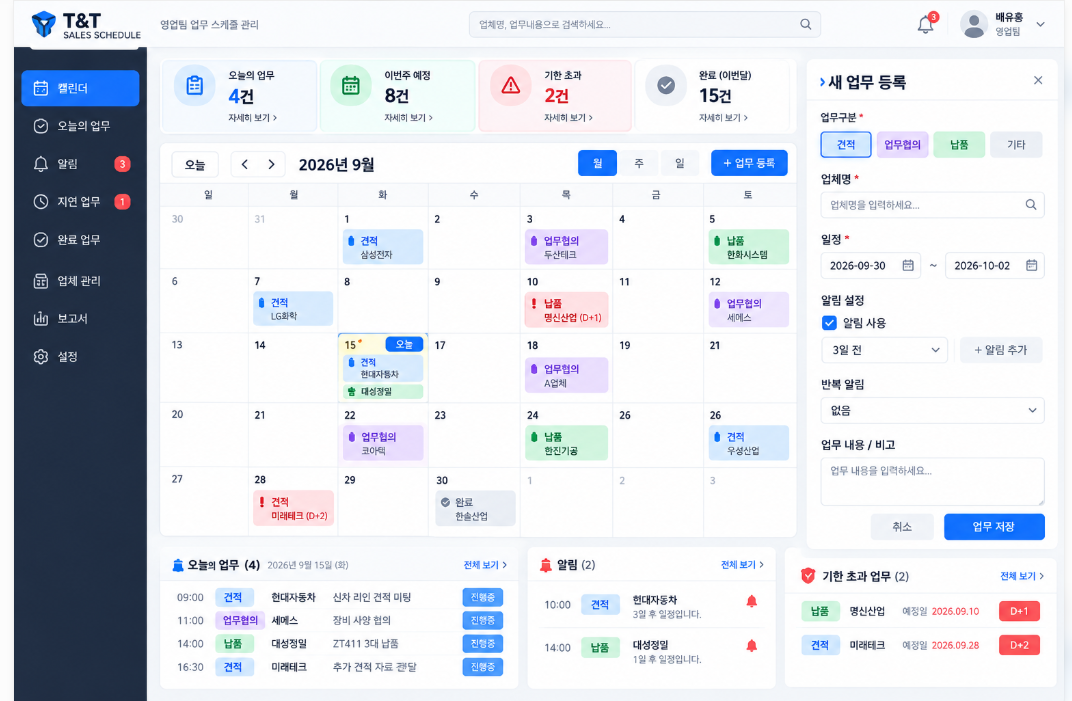 T&T
SALES SCHEDULE
영업팀 업무 스케줄 관리
업체명, 업무내용으로 검색하세요...
3
배유홍
영업팀
캘린더
오늘의 업무
알림
3
지연 업무
1
완료 업무
업체 관리
보고서
설정
오늘의 업무
4건
자세히 보기 >
이번주 예정
8건
자세히 보기 >
기한 초과
2건
자세히 보기 >
완료 (이번달)
15건
자세히 보기 >
오늘
< >
2026년 9월
월 주 일
+ 업무 등록
일 월 화 수 목 금 토
30 31 1 2 3 4 5
견적
삼성전자
업무협의
두산테크
납품
한화시스템
6 7 8 9 10 11 12
견적
LG화학
! 납품
명신산업 (D+1)
업무협의
세메스
13 14 15* 오늘 17 18 19 21
견적
현대자동차
대성정밀
업무협의
A업체
20 21 22 23 24 26 26
업무협의
코아텍
납품
한진기공
견적
우성산업
27 28 29 30 1 2 3
! 견적
미래테크 (D+2)
완료
한솔산업
› 새 업무 등록
업무구분 *
견적 업무협의 납품 기타
업체명 *
업체명을 입력하세요...
일정 *
2026-09-30 ~ 2026-10-02
알림 설정
알림 사용
3일 전
+ 알림 추가
반복 알림
없음
업무 내용 / 비고
업무 내용을 입력하세요...
취소 업무 저장
오늘의 업무 (4) 2026년 9월 15일 (화) 전체 보기 >
09:00 견적 현대자동차 신차 라인 견적 미팅 진행중
11:00 업무협의 세메스 장비 사양 협의 진행중
14:00 납품 대성정밀 ZT411 3대 납품 진행중
16:30 견적 미래테크 추가 견적 자료 전달 진행중
알림 (2) 전체 보기 >
10:00 견적 현대자동차
3일 후 일정입니다.
14:00 납품 대성정밀
1일 후 일정입니다.
기한 초과 업무 (2) 전체 보기 >
납품 명신산업 예정일 2026.09.10 D+1
견적 미래테크 예정일 2026.09.28 D+2